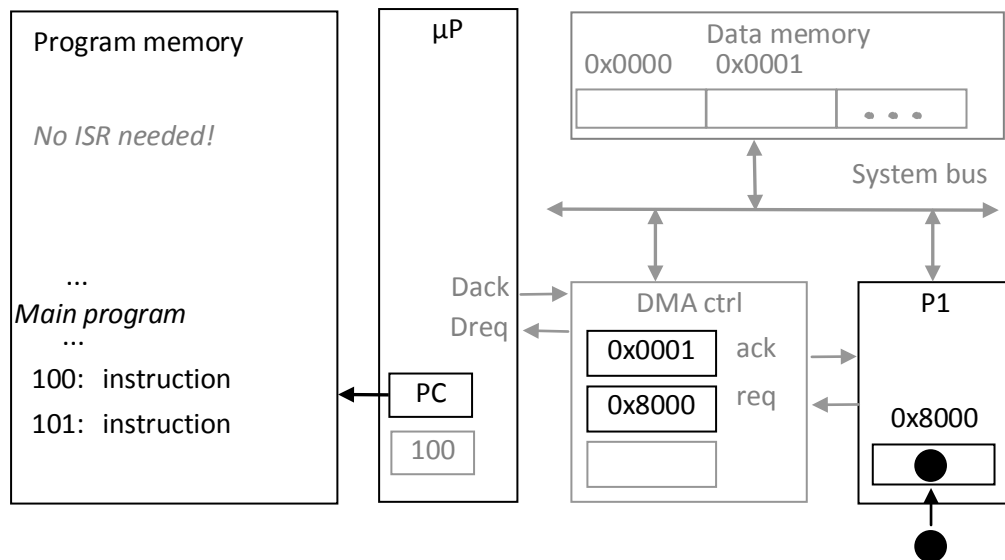 Program memory
No ISR needed!
...
Main program
...
100: instruction
101: instruction
μP
Dack
Dreq
PC
100
Data memory
0x0000 0x0001
...
System bus
DMA ctrl
0x0001
ack
0x8000
req
P1
0x8000